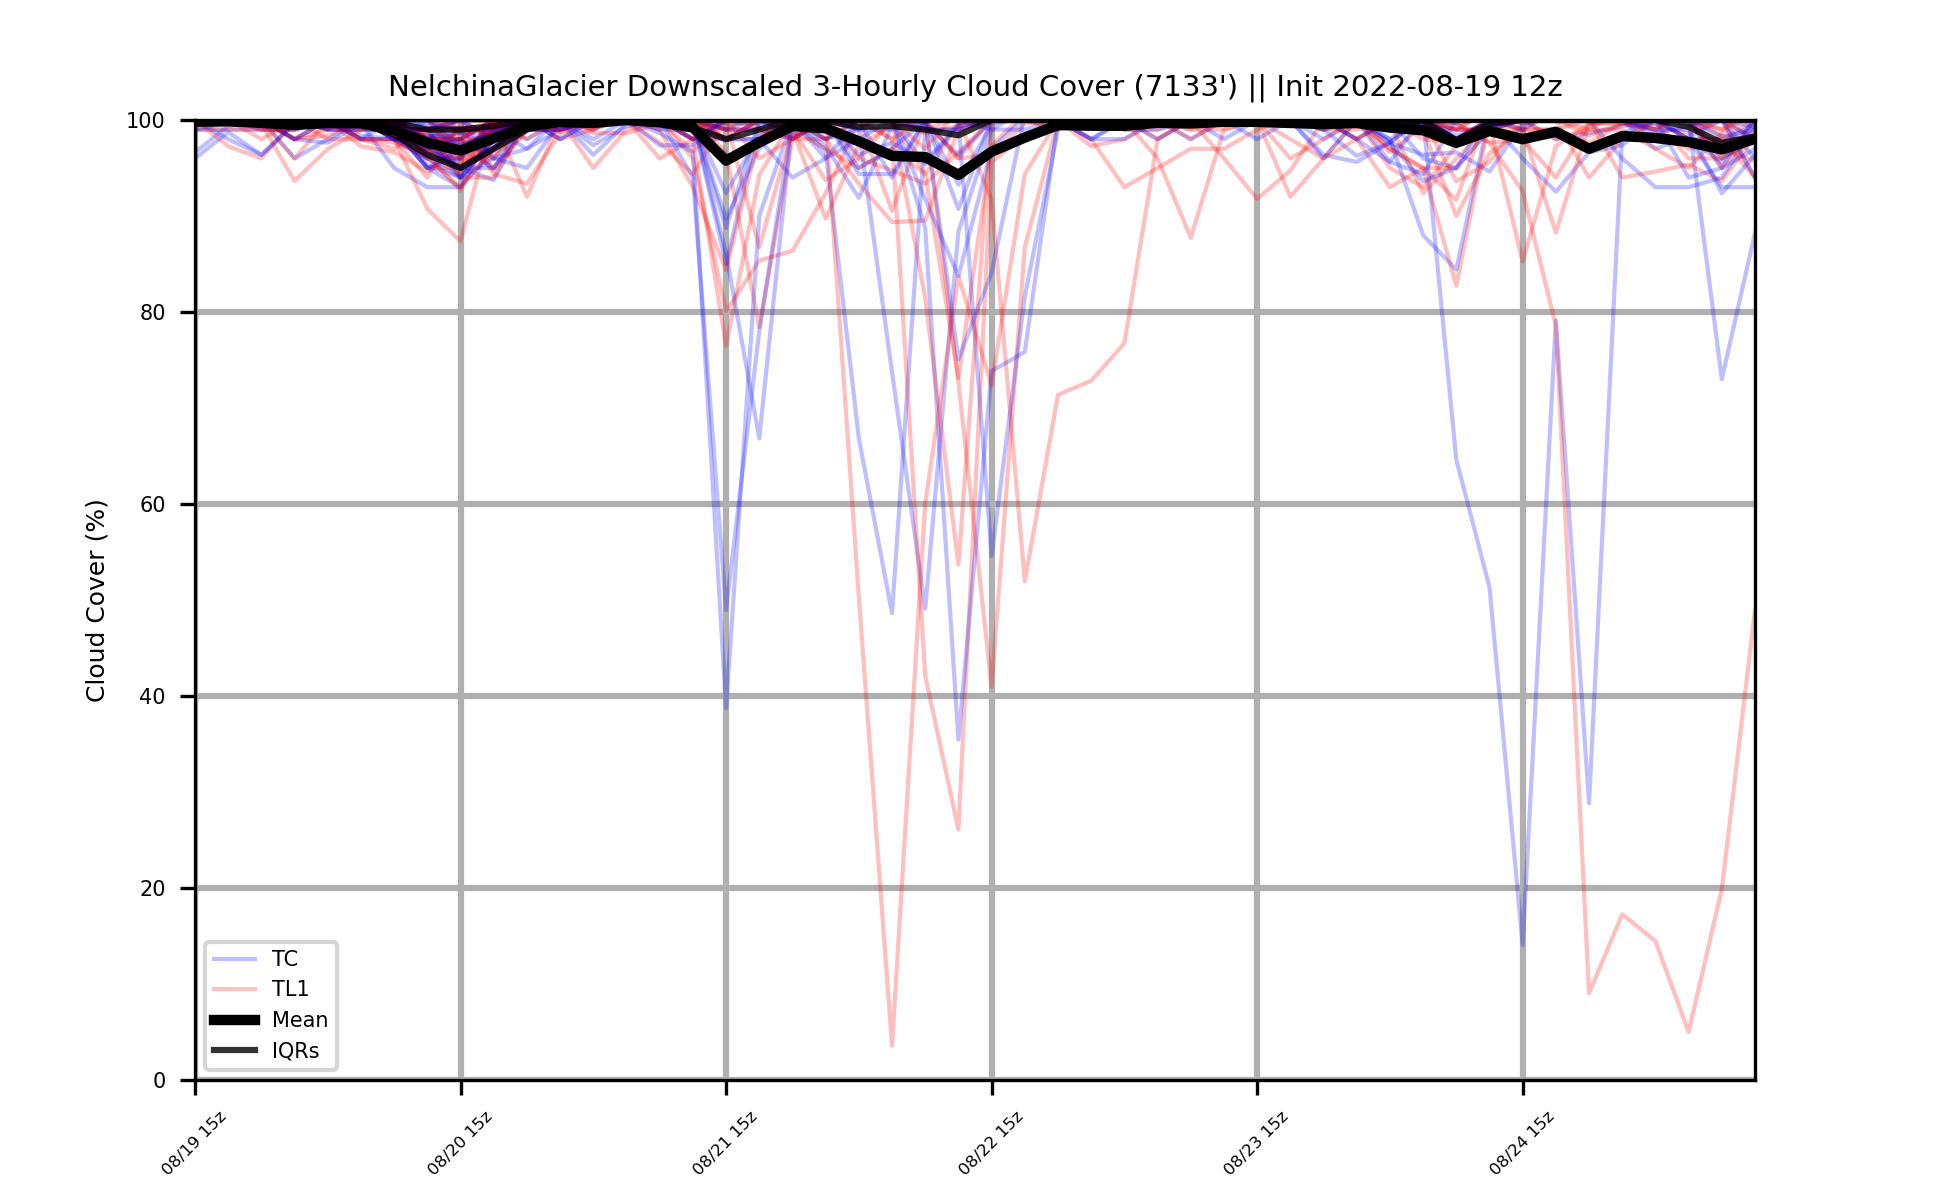 NelchinaGlacier Downscaled 3-Hourly Cloud Cover (7133') || Init 2022-08-19 12z
Cloud Cover (%)
100
80
60
40
20
0
TC
TL1
Mean
IQRs
08/19 15z
08/20 15z
08/21 15z
08/22 15z
08/23 15z
08/24 15z